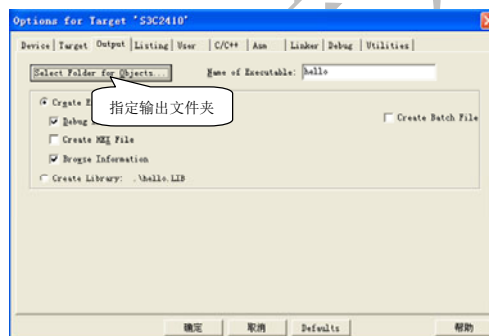 Options for Target 'S3C2410'
Device Target Output Listing User C/C++ Asm Linker Debug Utilities
Select Folder for Objects... Name of Executable: hello
Create E
指定输出文件夹
Debug
Create Batch File
Create HEX File
Browse Information
Create Library: .\hello.LIB
确定 取消 Defaults 帮助